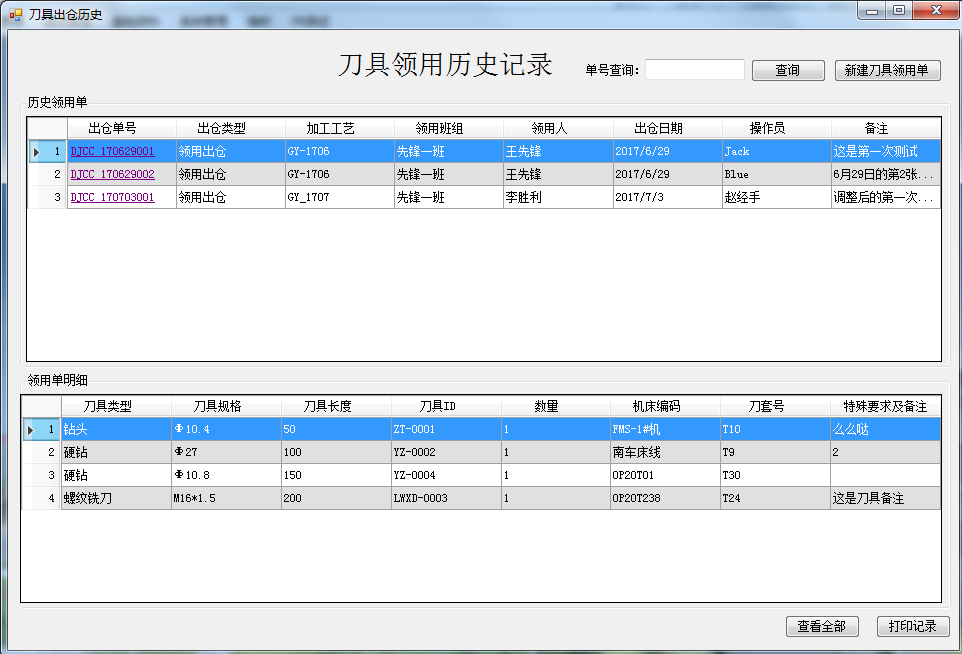 刀具出仓历史
刀具领用历史记录 单号查询: 查询 新建刀具领用单
历史领用单
出仓单号 出仓类型 加工工艺 领用班组 领用人 出仓日期 操作员 备注
1 DJCC_170629001 领用出仓 GY-1706 先锋一班 王先锋 2017/6/29 Jack 这是第一次测试
2 DJCC_170629002 领用出仓 GY-1706 先锋一班 王先锋 2017/6/29 Blue 6月29日的第2张...
3 DJCC_170703001 领用出仓 GY_1707 先锋一班 李胜利 2017/7/3 赵经手 调整后的第一次...
领用单明细
刀具类型 刀具规格 刀具长度 刀具ID 数量 机床编码 刀套号 特殊要求及备注
1 钻头 Φ10.4 50 ZT-0001 1 FMS-1#机 T10 么么哒
2 硬钻 Φ27 100 YZ-0002 1 南车床线 T9 2
3 硬钻 Φ10.8 150 YZ-0004 1 OP20T01 T30
4 螺纹铣刀 M16*1.5 200 LWXD-0003 1 OP20T238 T24 这是刀具备注
查看全部 打印记录